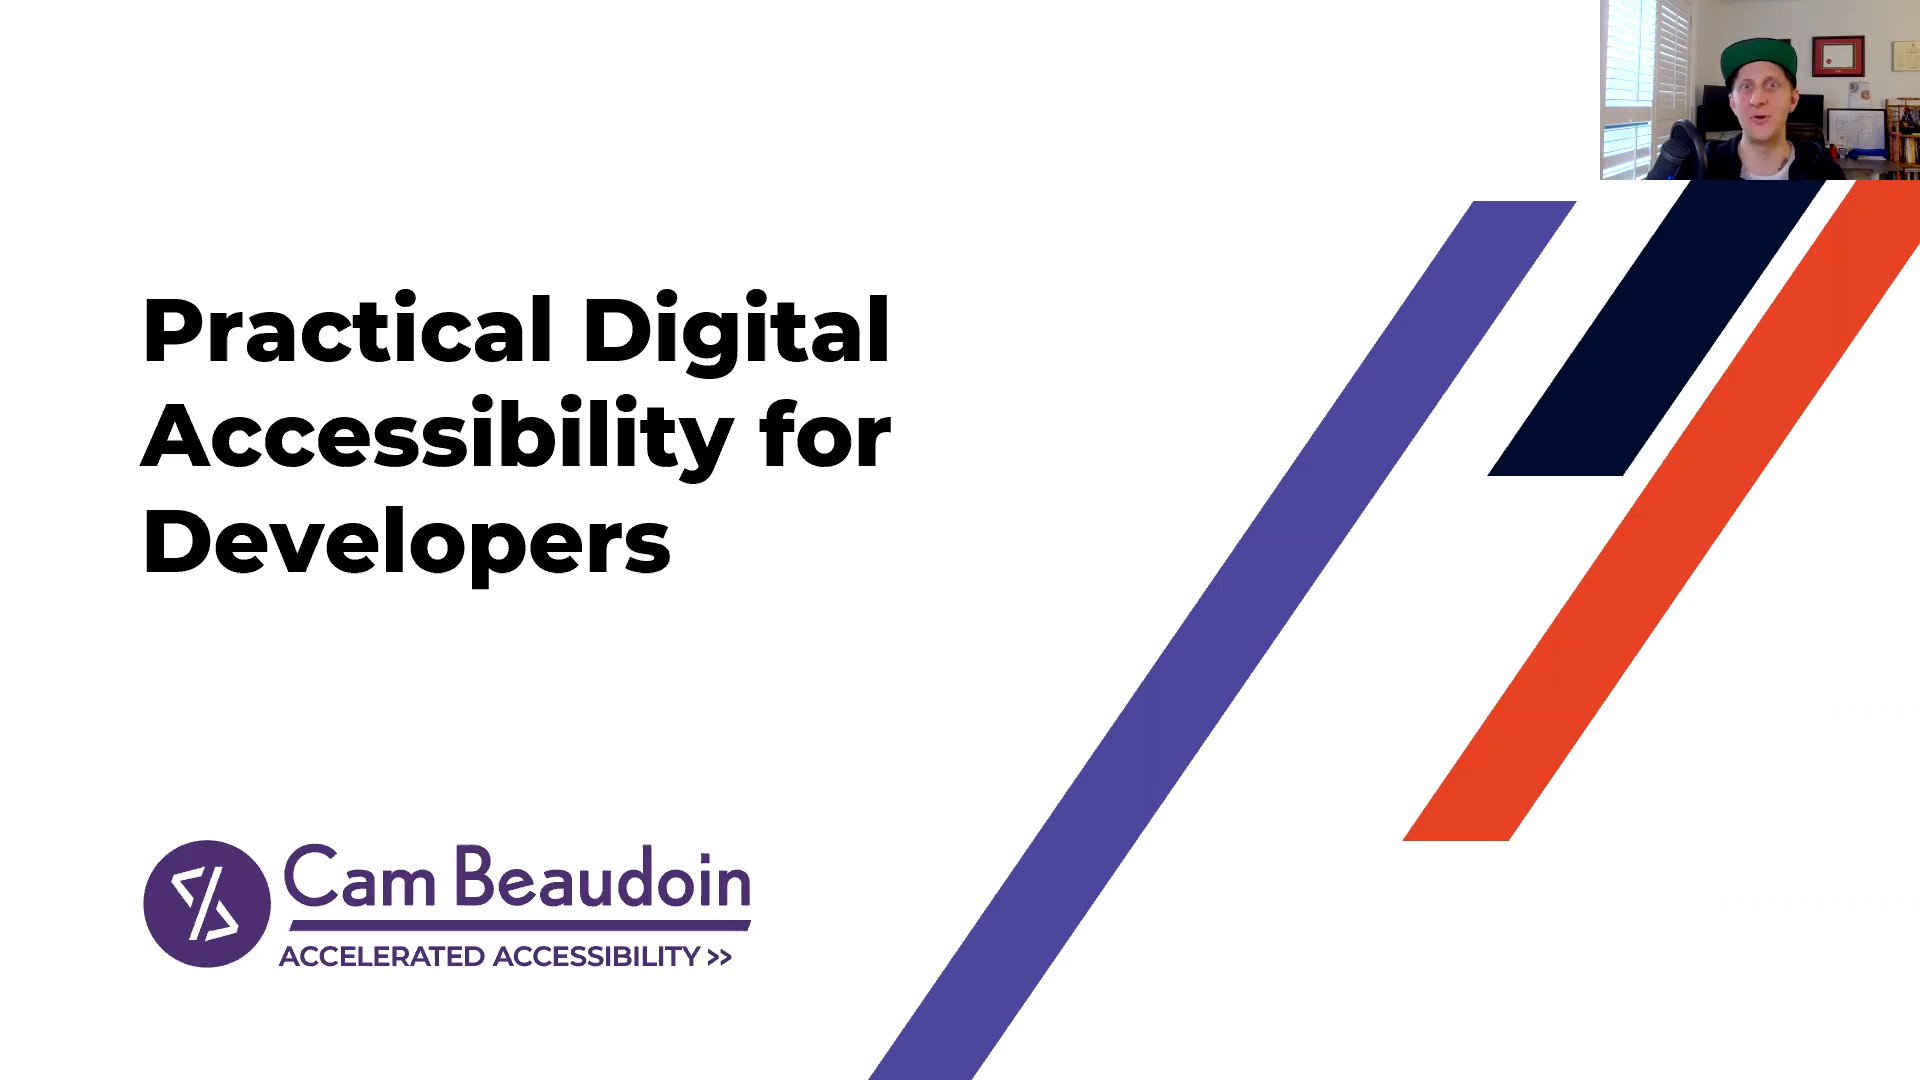 Practical Digital
Accessibility for
Developers
Cam Beaudoin
ACCELERATED ACCESSIBILITY >>